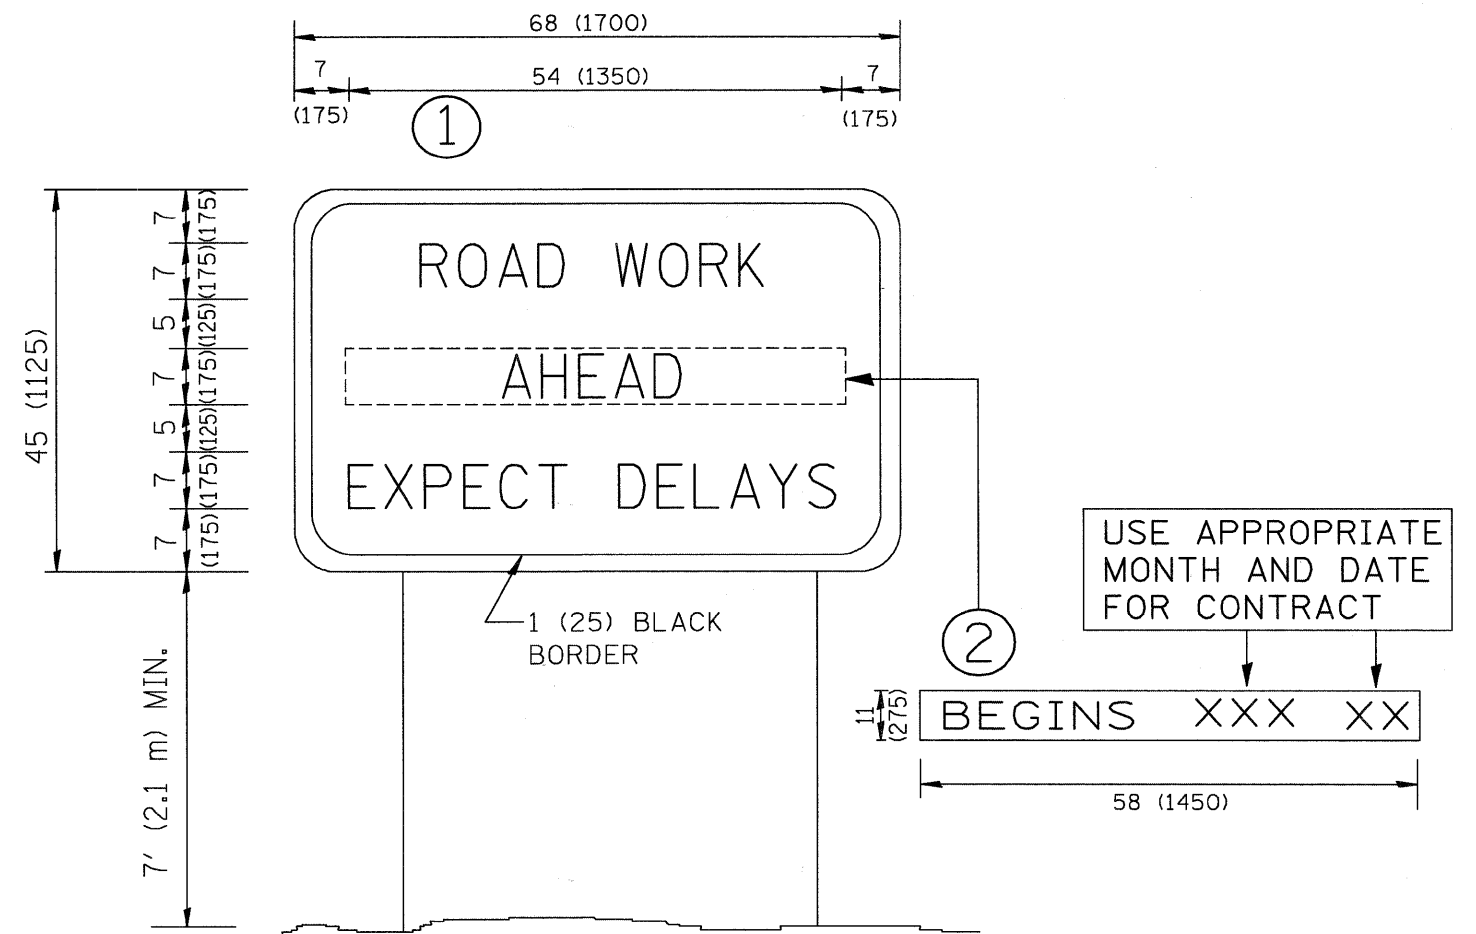 68 (1700)
7
54 (1350)
7
(175)
(175)
1
7
(175)
ROAD WORK
7
(175)
5
(125)
45 (1125)
7
(175)
AHEAD
5
(125)
7
(175)
EXPECT DELAYS
7
(175)
USE APPROPRIATE
MONTH AND DATE
FOR CONTRACT
1 (25) BLACK
BORDER
2
7' (2.1 m) MIN.
11
(275)
BEGINS XXX XX
58 (1450)